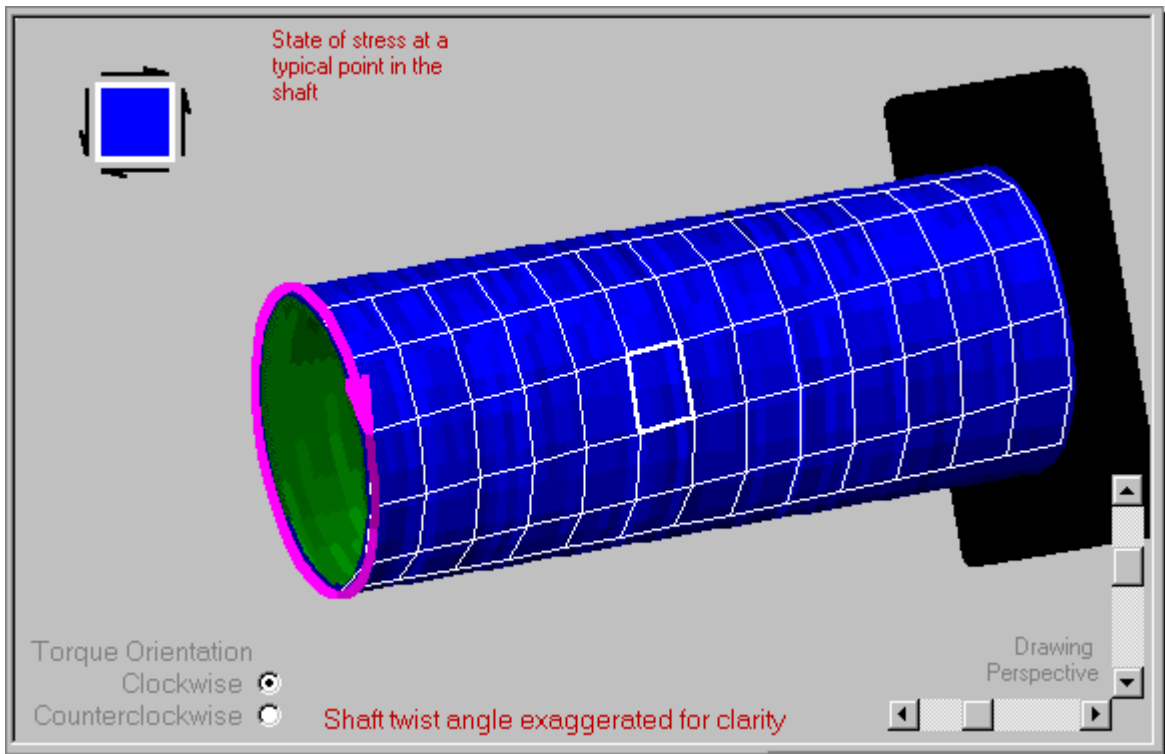 State of stress at a
typical point in the
shaft
Torque Orientation
Clockwise
Counterclockwise
Shaft twist angle exaggerated for clarity
Drawing
Perspective